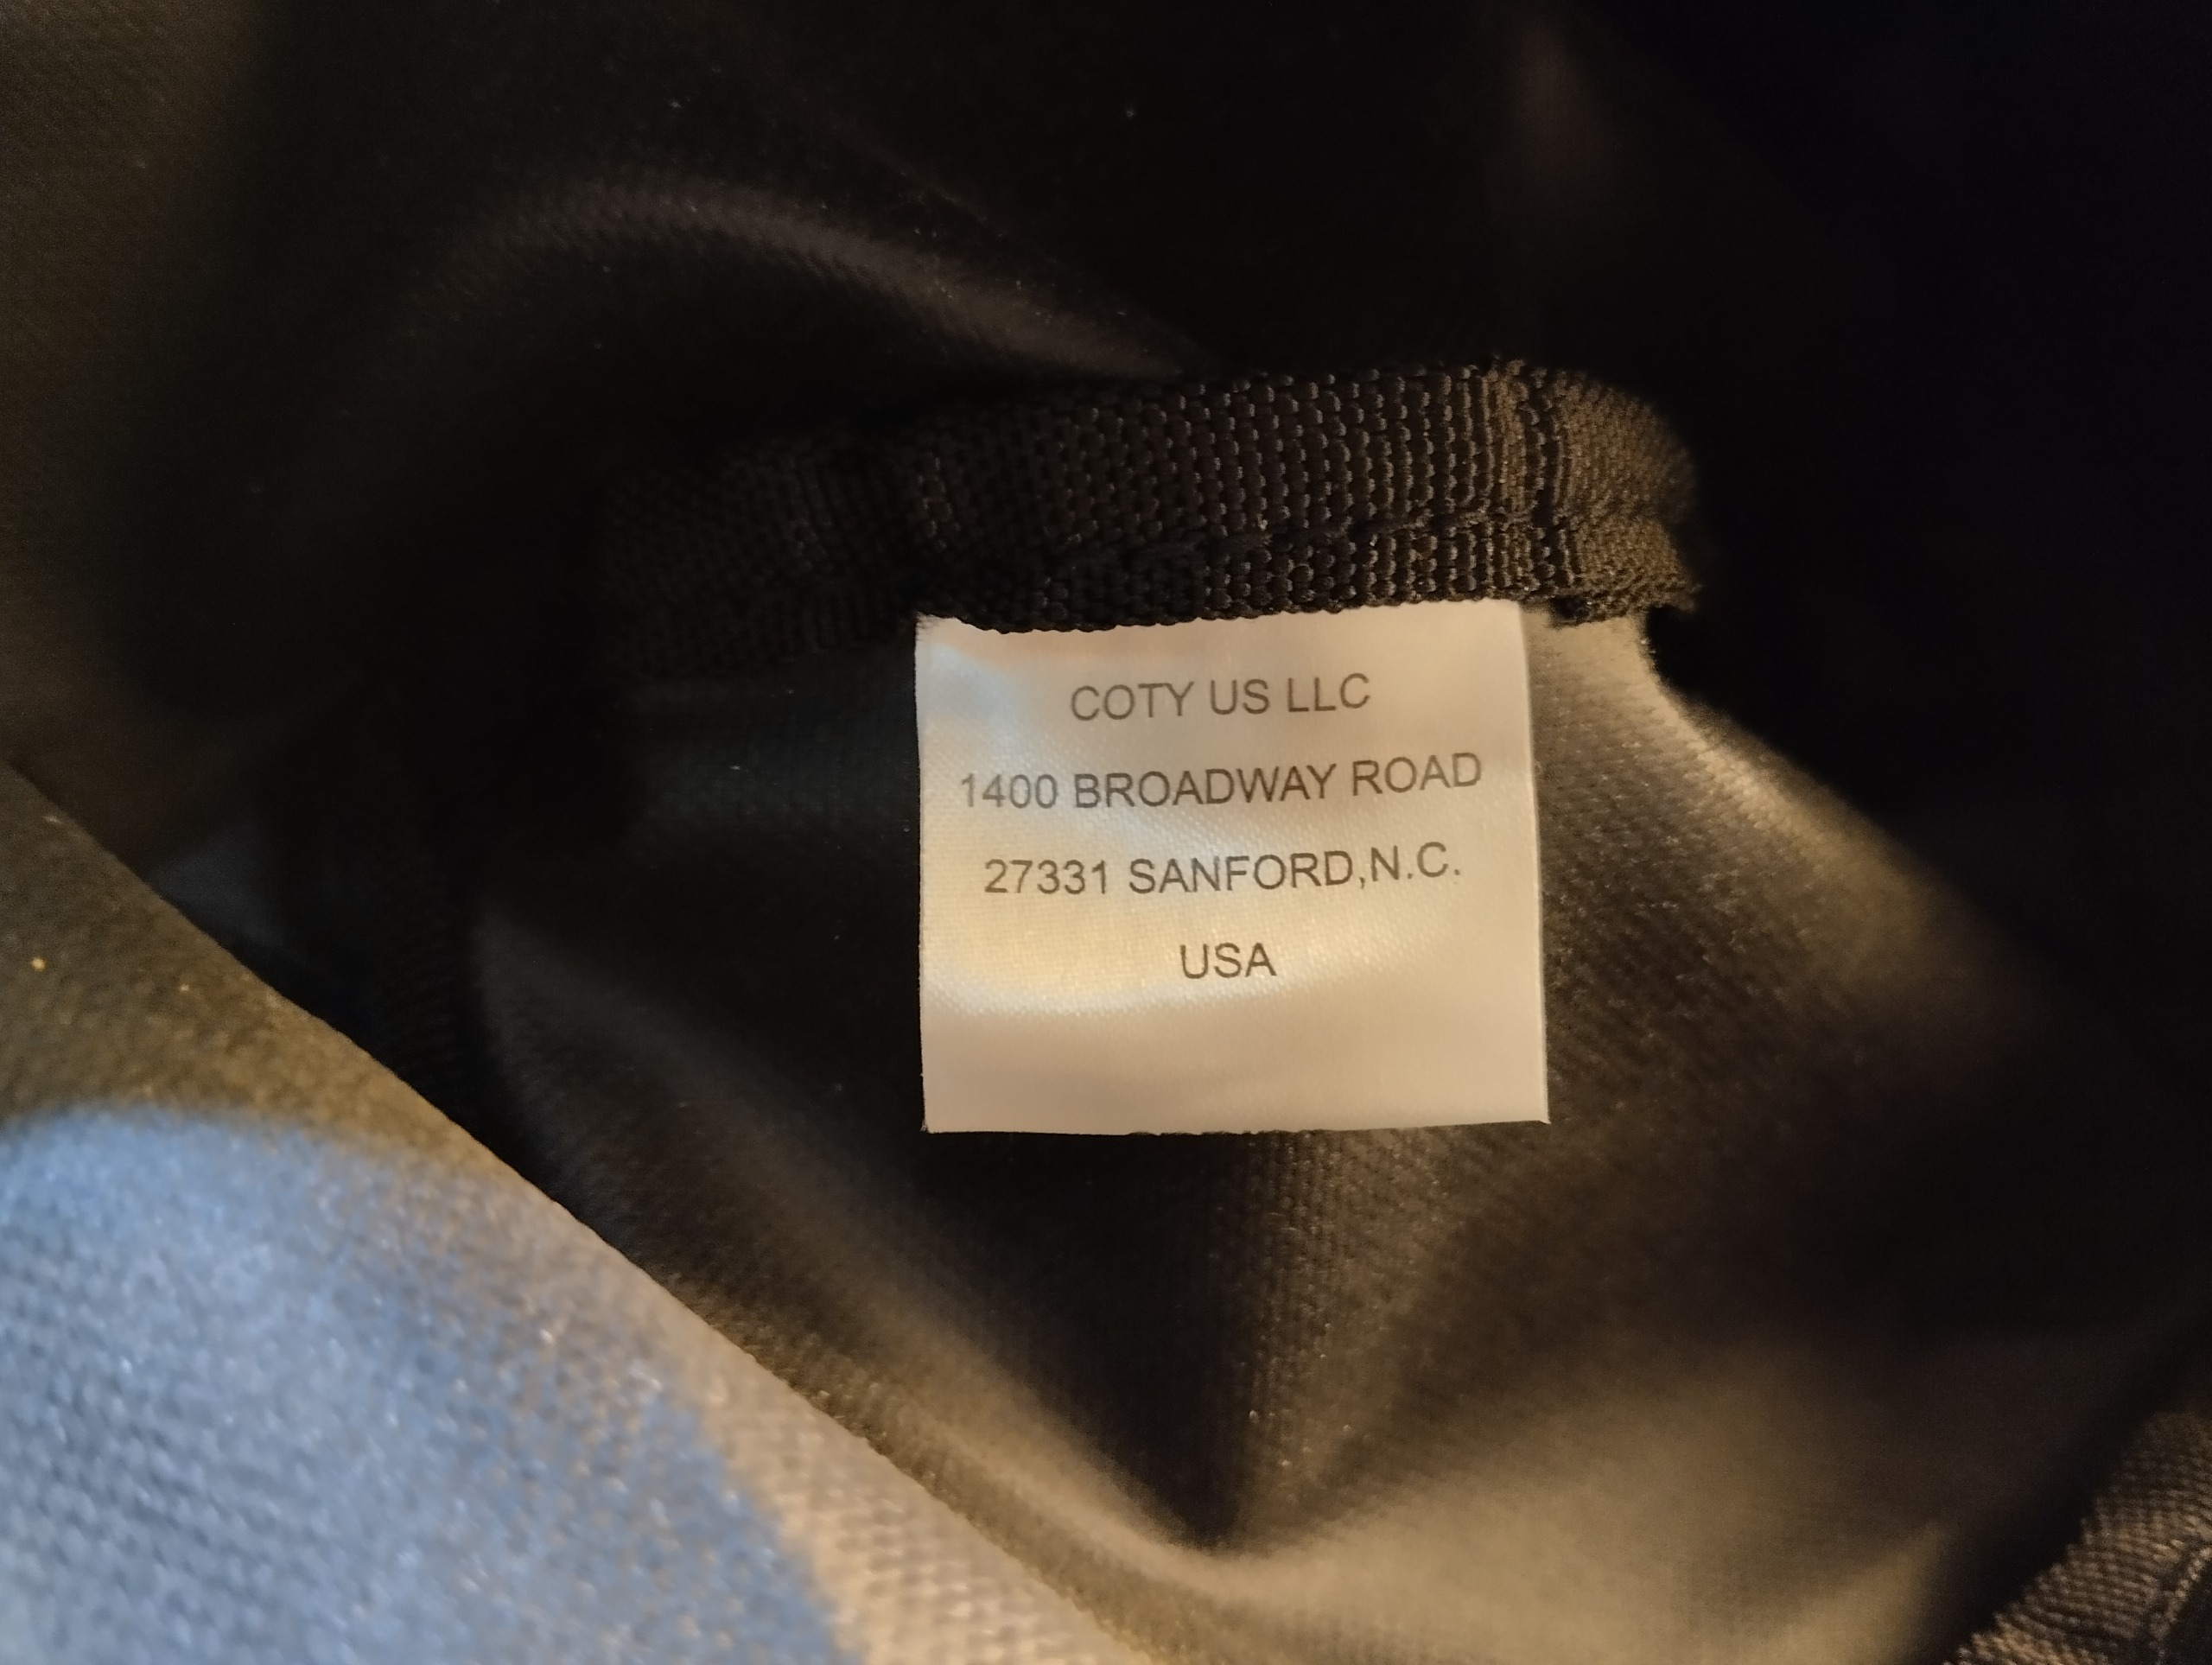 COTY US LLC
1400 BROADWAY ROAD
27331 SANFORD,N.C.
USA